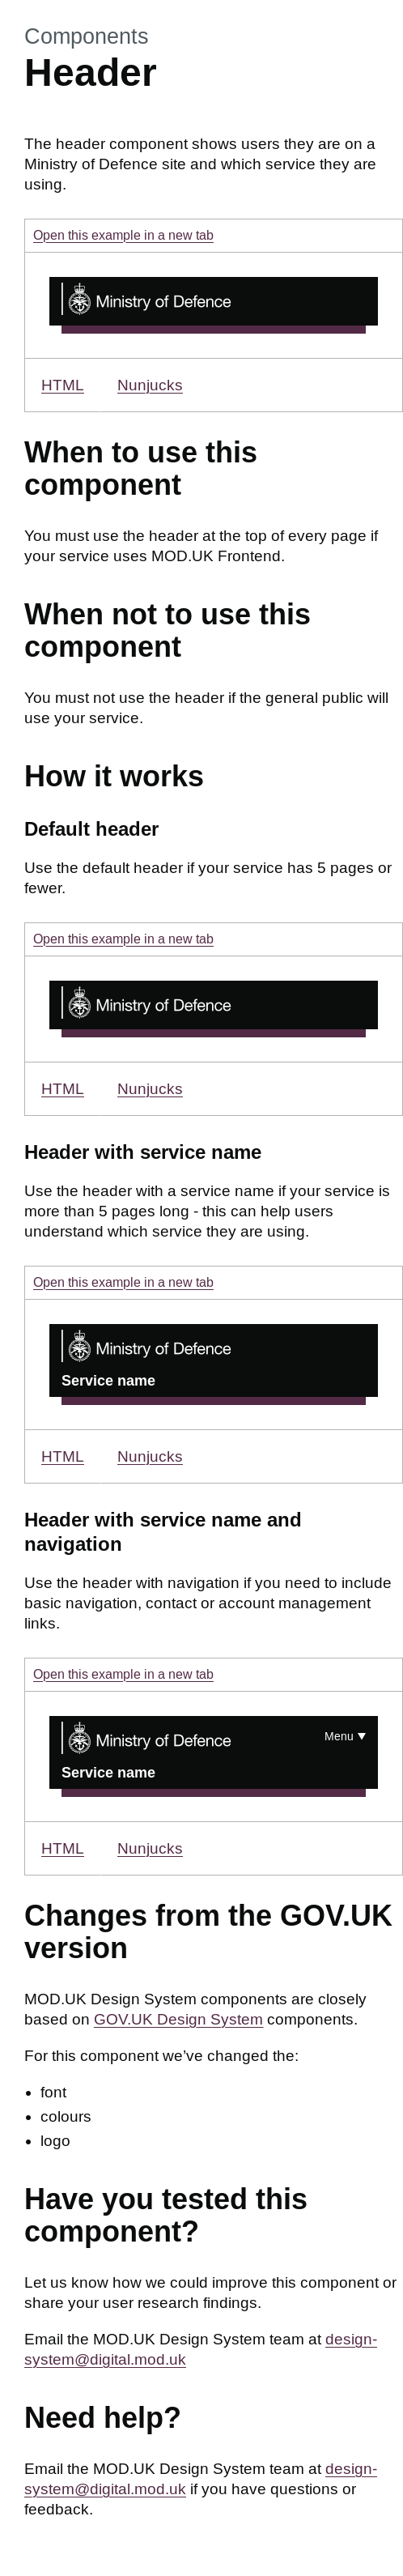 Components
Header
The header component shows users they are on a
Ministry of Defence site and which service they are
using.
Open this example in a new tab
Ministry of Defence
HTML Nunjucks
When to use this
component
You must use the header at the top of every page if
your service uses MOD.UK Frontend.
When not to use this
component
You must not use the header if the general public will
use your service.
How it works
Default header
Use the default header if your service has 5 pages or
fewer.
Open this example in a new tab
Ministry of Defence
HTML Nunjucks
Header with service name
Use the header with a service name if your service is
more than 5 pages long - this can help users
understand which service they are using.
Open this example in a new tab
Ministry of Defence
Service name
HTML Nunjucks
Header with service name and
navigation
Use the header with navigation if you need to include
basic navigation, contact or account management
links.
Open this example in a new tab
Ministry of Defence Menu ▼
Service name
HTML Nunjucks
Changes from the GOV.UK
version
MOD.UK Design System components are closely
based on GOV.UK Design System components.
For this component we’ve changed the:
• font
• colours
• logo
Have you tested this
component?
Let us know how we could improve this component or
share your user research findings.
Email the MOD.UK Design System team at design-
system@digital.mod.uk
Need help?
Email the MOD.UK Design System team at design-
system@digital.mod.uk if you have questions or
feedback.